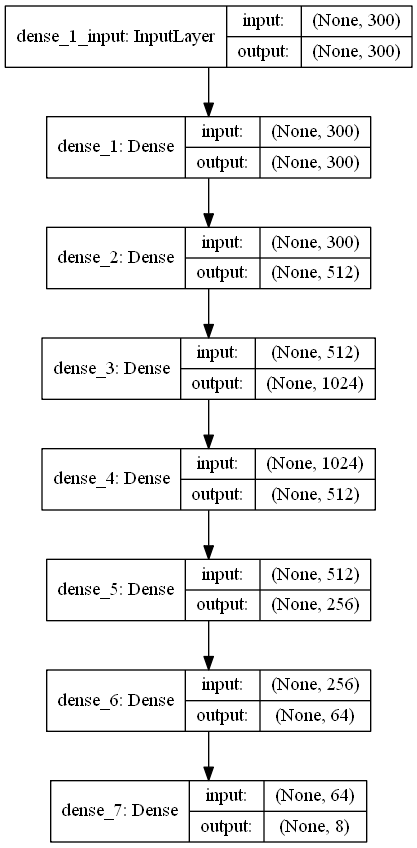 dense_1_input: InputLayer input: (None, 300)
output: (None, 300)
dense_1: Dense input: (None, 300)
output: (None, 300)
dense_2: Dense input: (None, 300)
output: (None, 512)
dense_3: Dense input: (None, 512)
output: (None, 1024)
dense_4: Dense input: (None, 1024)
output: (None, 512)
dense_5: Dense input: (None, 512)
output: (None, 256)
dense_6: Dense input: (None, 256)
output: (None, 64)
dense_7: Dense input: (None, 64)
output: (None, 8)